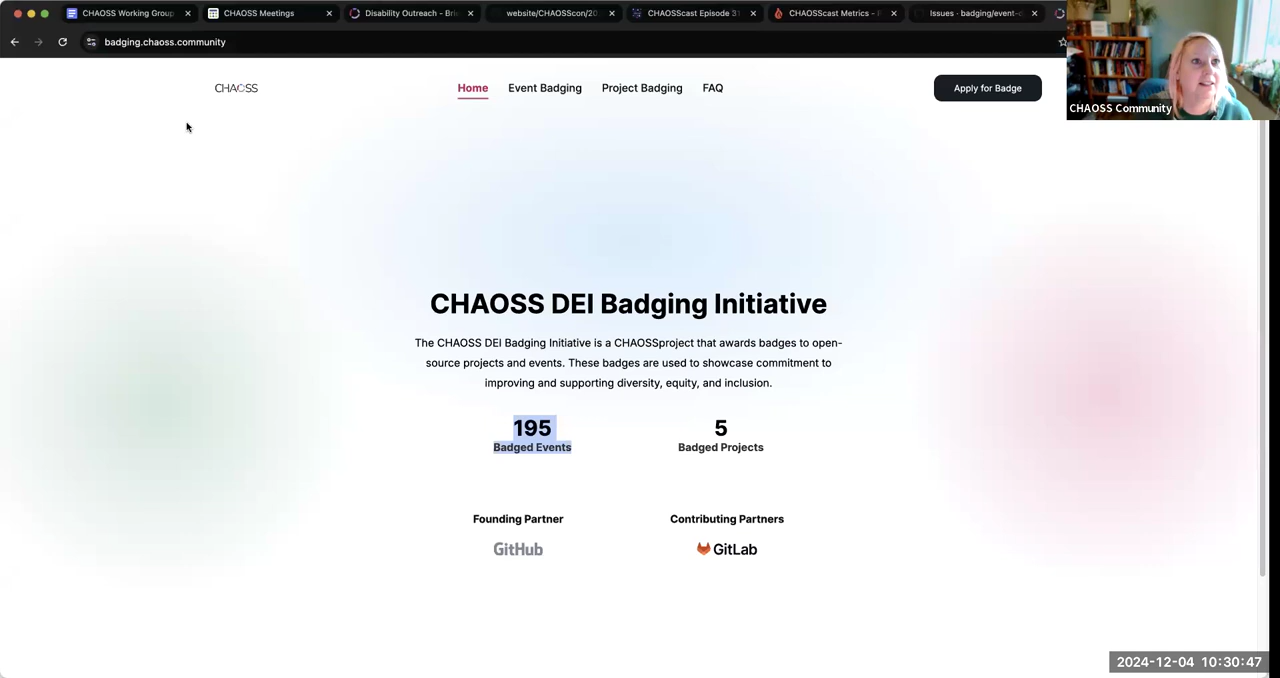 CHAOSS Working Group
CHAOSS Meetings
Disability Outreach - Bri
website/CHAOSScon/20
CHAOSScast Episode 3
CHAOSScast Metrics -
Issues · badging/event-
badging.chaoss.community
CHAOSS Community
CHAOSS
Home
Event Badging
Project Badging
FAQ
Apply for Badge
CHAOSS DEI Badging Initiative
The CHAOSS DEI Badging Initiative is a CHAOSSproject that awards badges to open-
source projects and events. These badges are used to showcase commitment to
improving and supporting diversity, equity, and inclusion.
195
Badged Events
5
Badged Projects
Founding Partner
GitHub
Contributing Partners
GitLab
2024-12-04 10:30:47